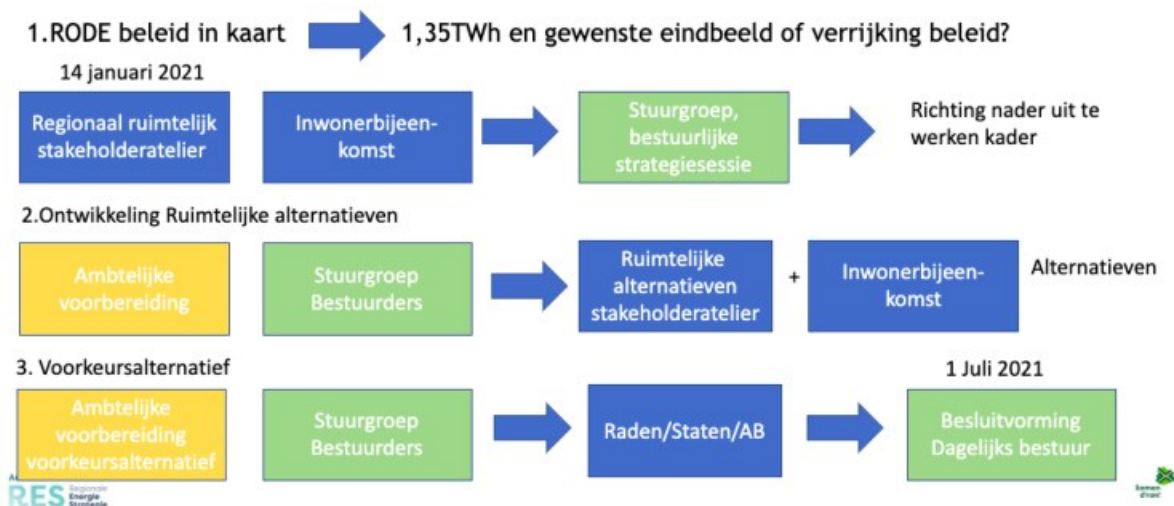 1.RODE beleid in kaart
1,35TWh en gewenste eindbeeld of verrijking beleid?
14 januari 2021
Regionaal ruimtelijk
stakeholderatelier
Inwonerbijeen-
komst
Stuurgroep,
bestuurlijke
strategiesessie
Richting nader uit te
werken kader
2.Ontwikkeling Ruimtelijke alternatieven
Ambtelijke
voorbereiding
Stuurgroep
Bestuurders
Ruimtelijke
alternatieven
stakeholderatelier
+
Inwonerbijeen-
komst
Alternatieven
3. Voorkeursalternatief
1 Juli 2021
Ambtelijke
voorbereiding
voorkeursalternatief
Stuurgroep
Bestuurders
Raden/Staten/AB
Besluitvorming
Dagelijks bestuur
RES
Regionale
Energie
Strategie